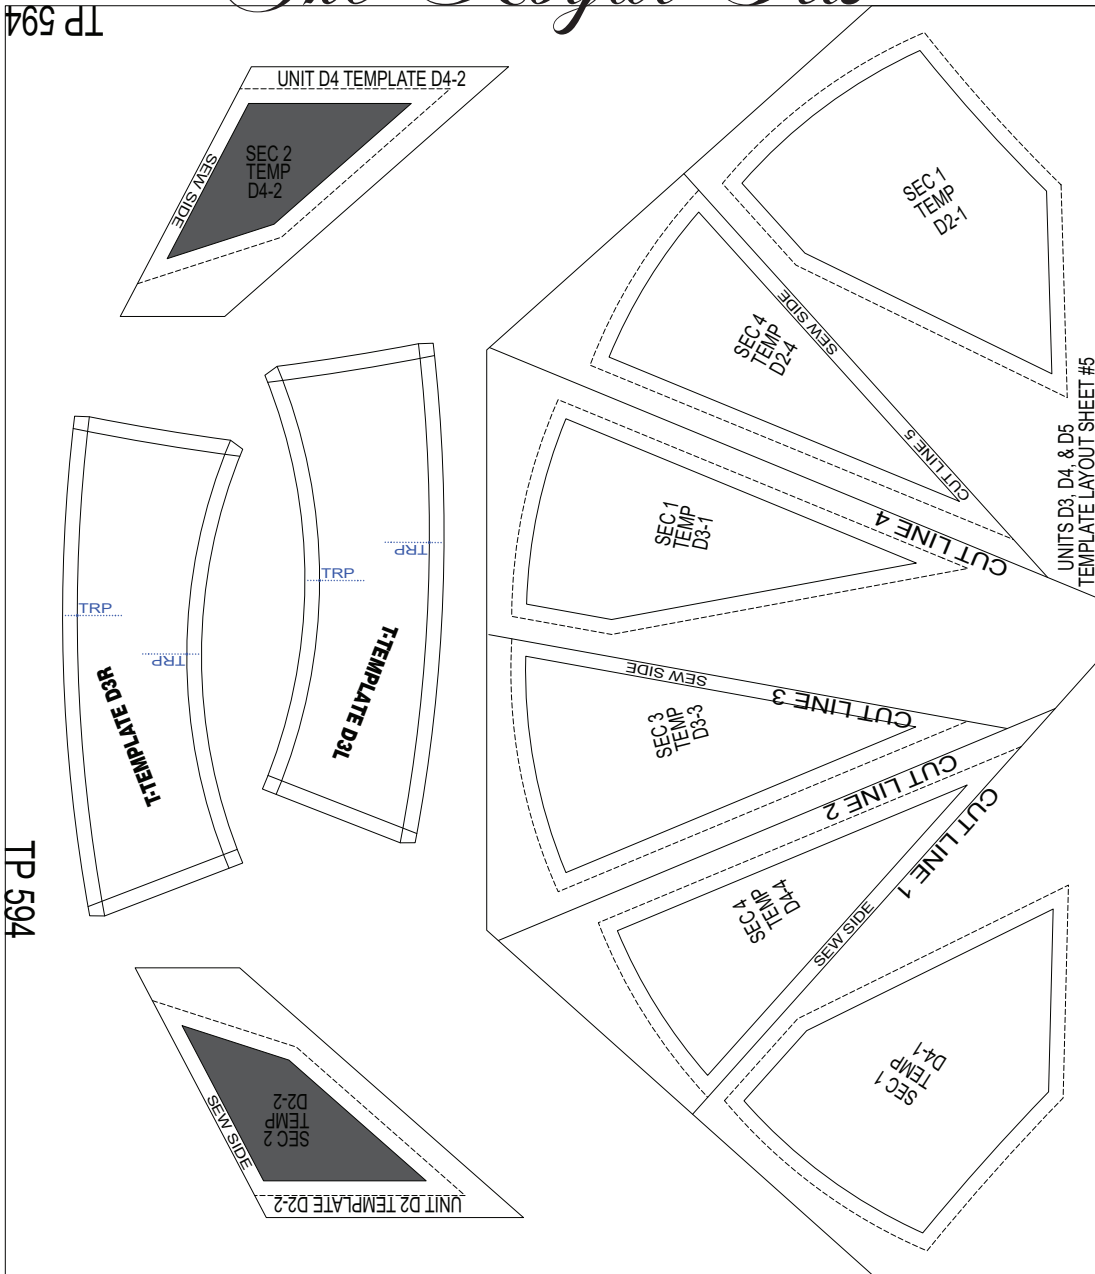 TP 594
UNIT D4 TEMPLATE D4-2
SEC 2
TEMP
D4-2
SEW SIDE
SEC 1
TEMP
D2-1
SEC 4
TEMP
D2-4
SEW SIDE
CUT LINE 5
UNITS D3, D4, & D5
TEMPLATE LAYOUT SHEET #5
CUT LINE 4
SEC 1
TEMP
D3-1
TRP
TRP
T-TEMPLATE D3L
TRP
TRP
T-TEMPLATE D3R
SEW SIDE
CUT LINE 3
SEC 3
TEMP
D3-3
CUT LINE 2
CUT LINE 1
SEC 4
TEMP
D4-4
SEW SIDE
TP 594
SEC 1
TEMP
D4-1
SEC 2
TEMP
D2-2
SEW SIDE
UNIT D2 TEMPLATE D2-2